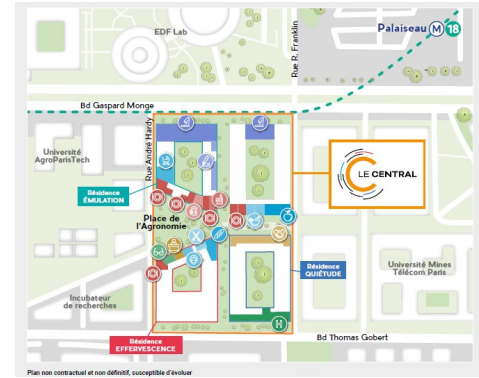 EDF Lab
Rue R. Franklin
Palaiseau M 18
Bd Gaspard Monge
Université
AgroParisTech
Rue André Hardy
LE CENTRAL
Résidence
ÉMULATION
Place de
l'Agronomie
Résidence
QUIÉTUDE
Université Mines
Télécom Paris
Incubateur
de recherches
Résidence
EFFERVESCENCE
Bd Thomas Gobert
Plan non contractuel et non définitif, susceptible d'évoluer